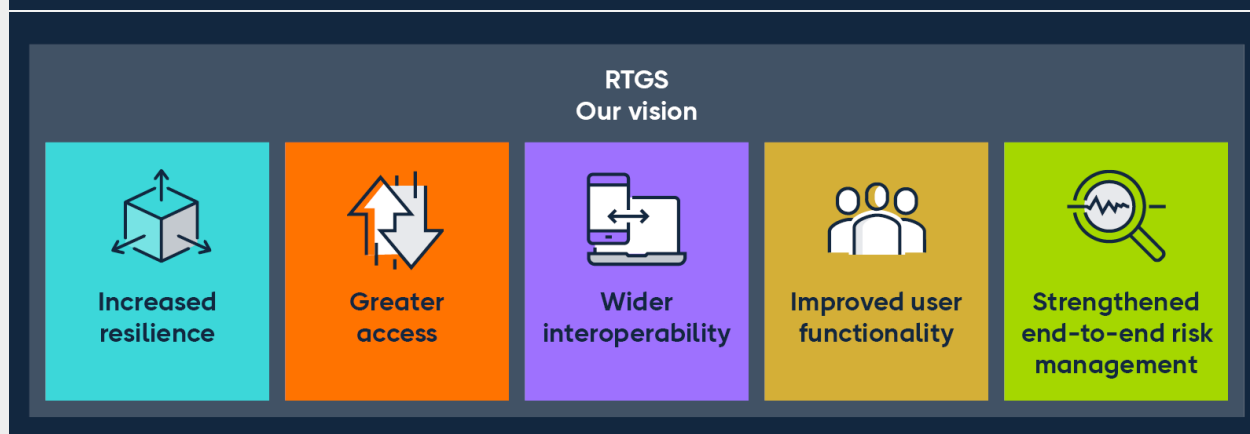 RTGS
Our vision
Increased
resilience
Greater
access
Wider
interoperability
Improved user
functionality
Strengthened
end-to-end risk
management